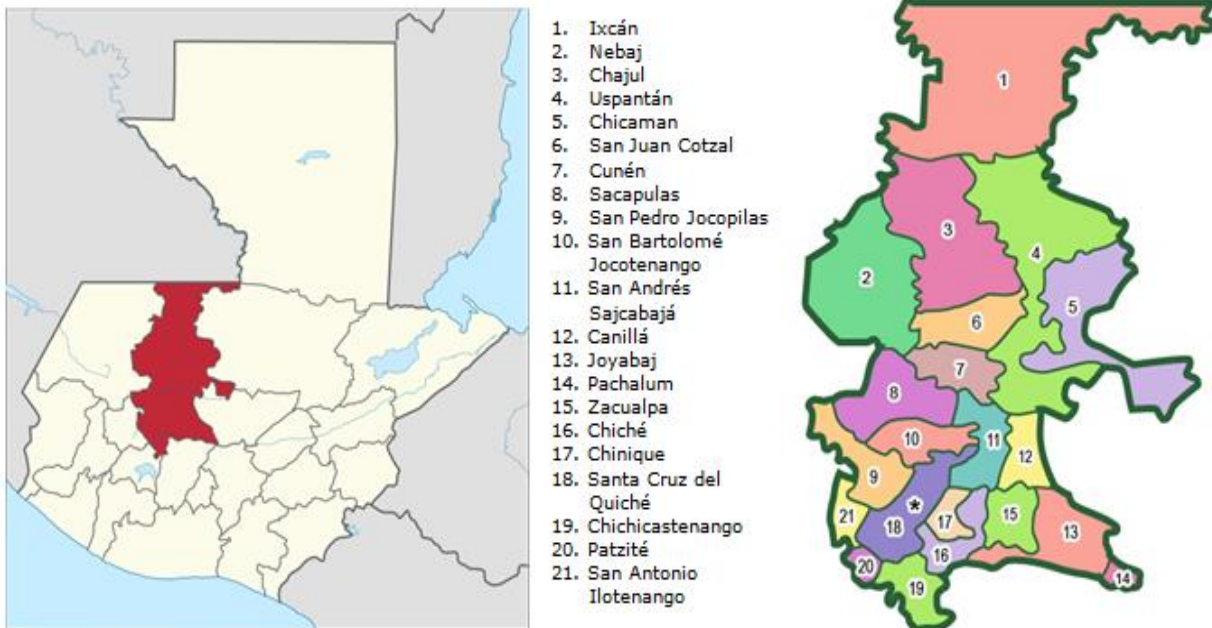 1. Ixcán
2. Nebaj
3. Chajul
4. Uspantán
5. Chicaman
6. San Juan Cotzal
7. Cunén
8. Sacapulas
9. San Pedro Jocopilas
10. San Bartolomé
Jocotenango
11. San Andrés
Sajcabajá
12. Canillá
13. Joyabaj
14. Pachalum
15. Zacualpa
16. Chiché
17. Chinique
18. Santa Cruz del
Quiché
19. Chichicastenango
20. Patzité
21. San Antonio
Ilotenango
1
3
4
2
5
6
7
8
10
11
12
9
*
21
18
17
15
13
16
20
14
19